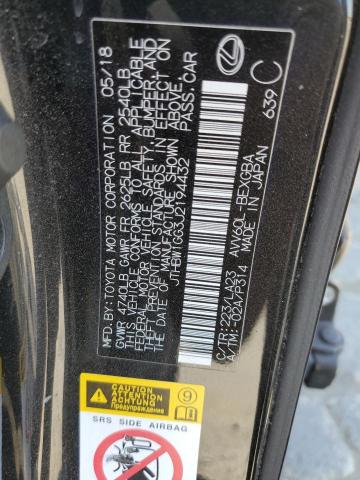 MFD. BY: TOYOTA MOTOR CORPORATION 05/18
GVWR 4740LB GAWR FR 2625LB RR 2540LB
THIS VEHICLE CONFORMS TO ALL APPLICABLE
FEDERAL MOTOR VEHICLE SAFETY, BUMPER, AND
THEFT PREVENTION STANDARDS IN EFFECT ON
THE DATE OF MANUFACTURE SHOWN ABOVE.
JTHBW1GG3J2194432 PASS. CAR
C/TR: 223/LA23 AVV60L-BEXGBA
A/TM: -02A/P314 MADE IN JAPAN
639 C
CAUTION
ATTENTION
Предупреждение
9
SRS SIDE AIRBAG